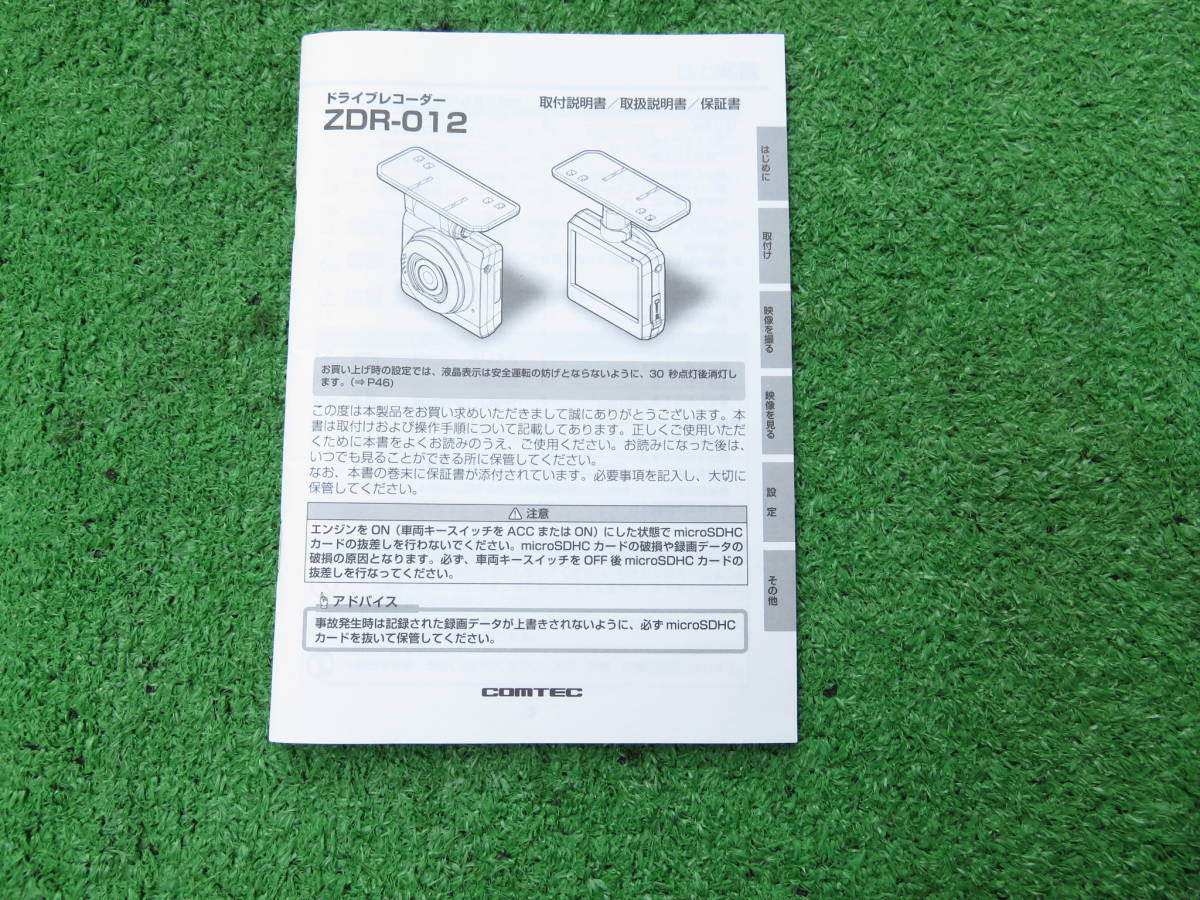 ドライブレコーダー
ZDR-012
取付説明書／取扱説明書／保証書
お買い上げ時の設定では、液晶表示は安全運転の妨げとならないように、30 秒点灯後消灯し
ます。(⇒P46)
この度は本製品をお買い求めいただきまして誠にありがとうございます。本
書は取付けおよび操作手順について記載してあります。正しくご使用いただ
くために本書をよくお読みのうえ、ご使用ください。お読みになった後は、
いつでも見ることができる所に保管してください。
なお、本書の巻末に保証書が添付されています。必要事項を記入し、大切に
保管してください。
注意
エンジンを ON（車両キースイッチを ACC または ON）にした状態で microSDHC
カードの抜差しを行わないでください。microSDHC カードの破損や録画データの
破損の原因となります。必ず、車両キースイッチを OFF 後 microSDHC カードの
抜差しを行なってください。
アドバイス
事故発生時は記録された録画データが上書きされないように、必ず microSDHC
カードを抜いて保管してください。
COMTEC
はじめに
取付け
映像を撮る
映像を見る
設 定
その他